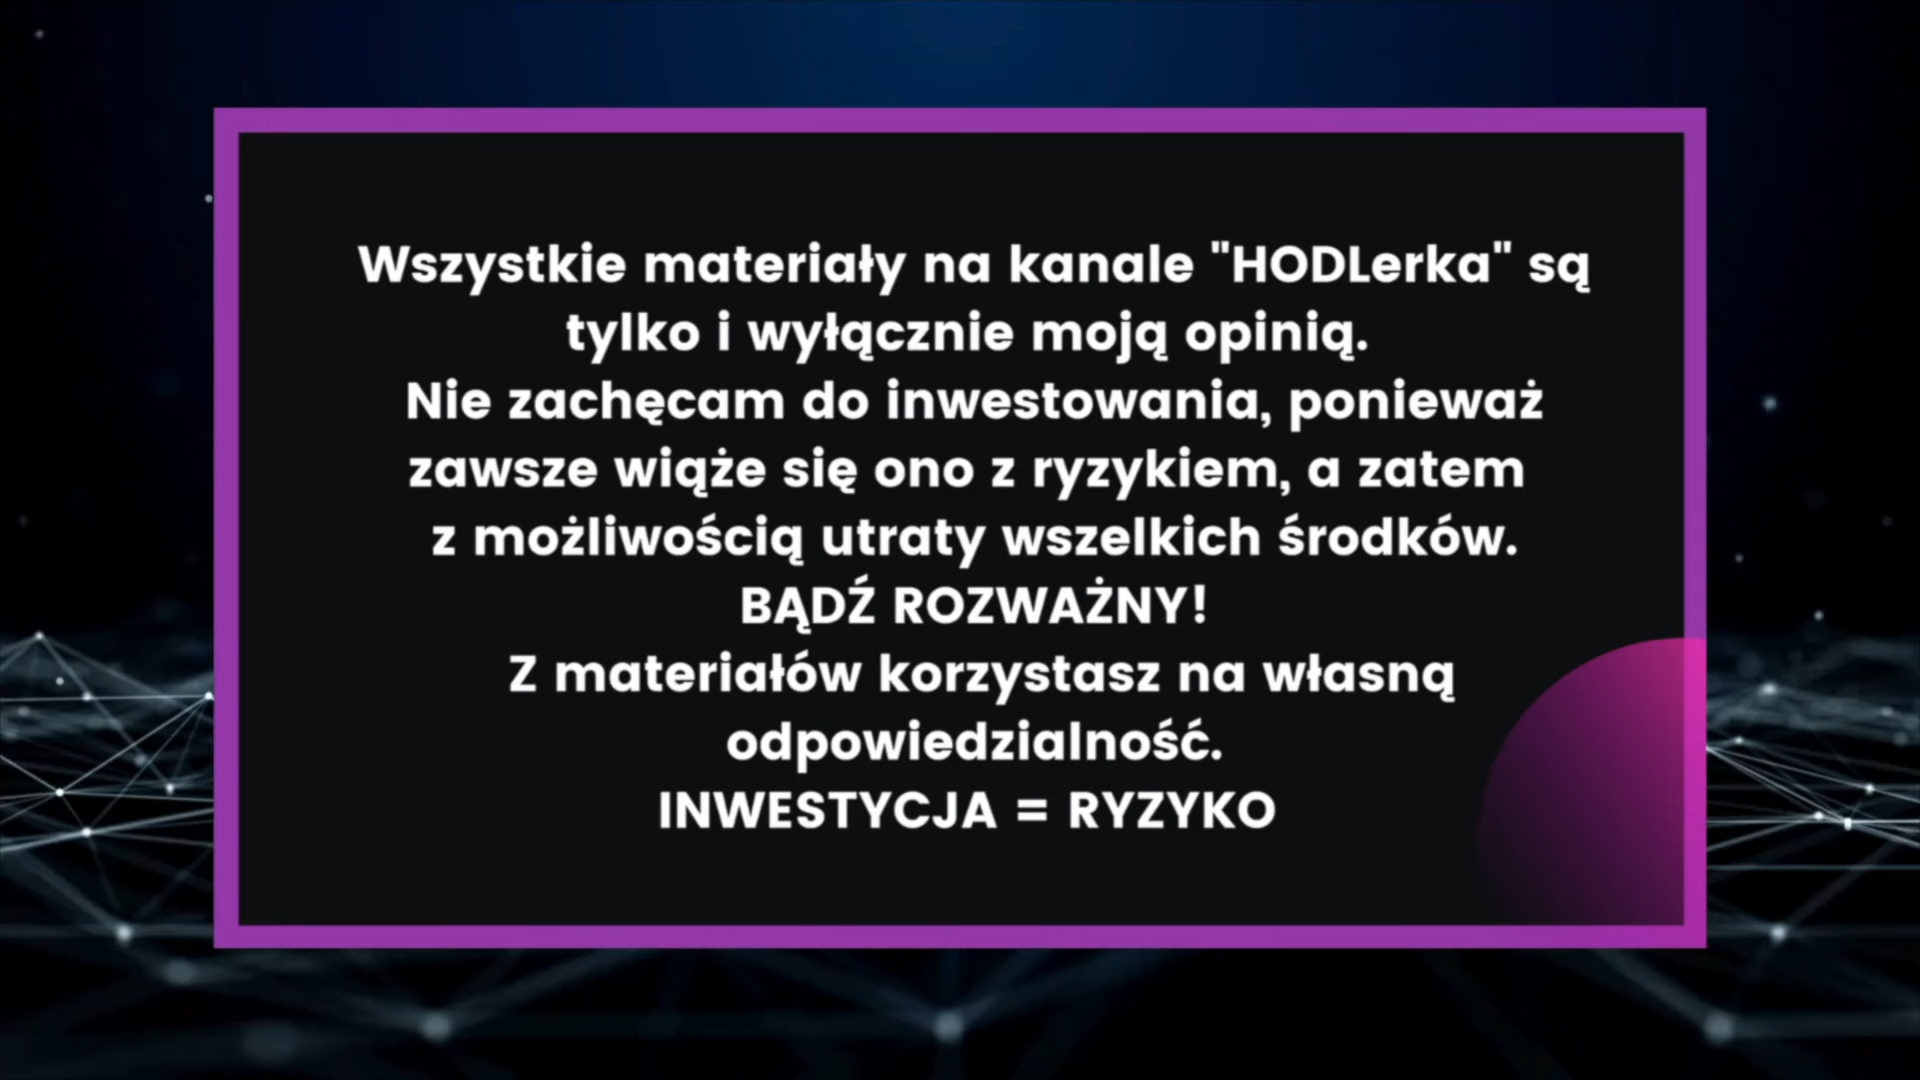 Wszystkie materiały na kanale "HODLerka" są
tylko i wyłącznie moją opinią.
Nie zachęcam do inwestowania, ponieważ
zawsze wiąże się ono z ryzykiem, a zatem
z możliwością utraty wszelkich środków.
BĄDŹ ROZWAŻNY!
Z materiałów korzystasz na własną
odpowiedzialność.
INWESTYCJA = RYZYKO